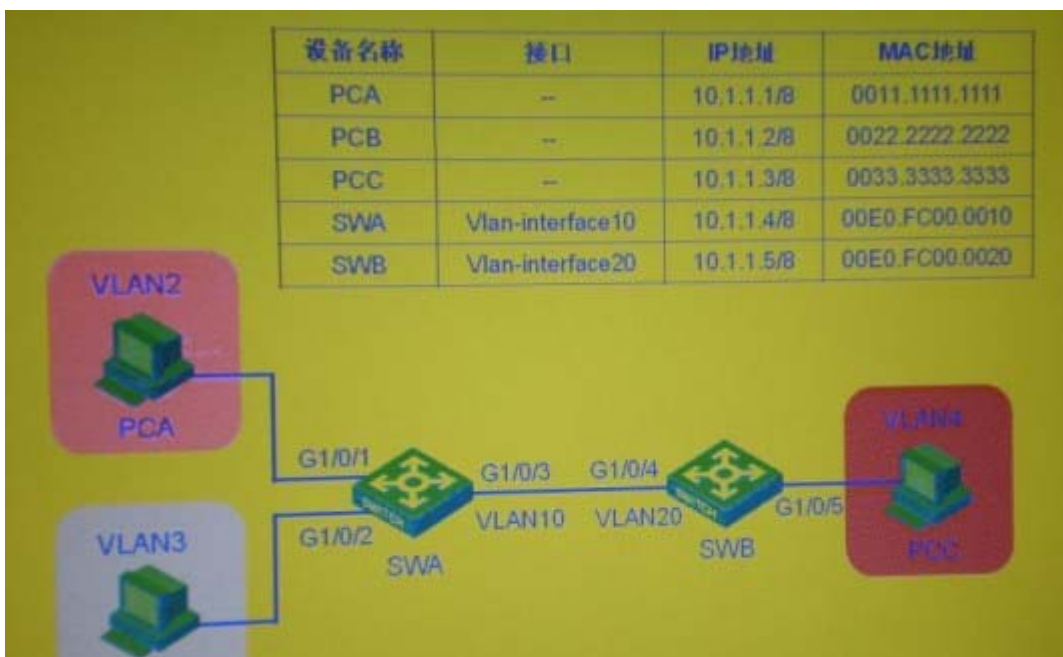 设备名称 接口 IP地址 MAC地址
PCA -- 10.1.1.1/8 0011.1111.1111
PCB -- 10.1.1.2/8 0022.2222.2222
PCC -- 10.1.1.3/8 0033.3333.3333
SWA Vlan-interface10 10.1.1.4/8 00E0.FC00.0010
SWB Vlan-interface20 10.1.1.5/8 00E0.FC00.0020
VLAN2
PCA
G1/0/1
G1/0/3 G1/0/4
VLAN4
SWITCH
SWITCH
G1/0/5
VLAN10 VLAN20
G1/0/2
SWA
SWB
PCC
VLAN3